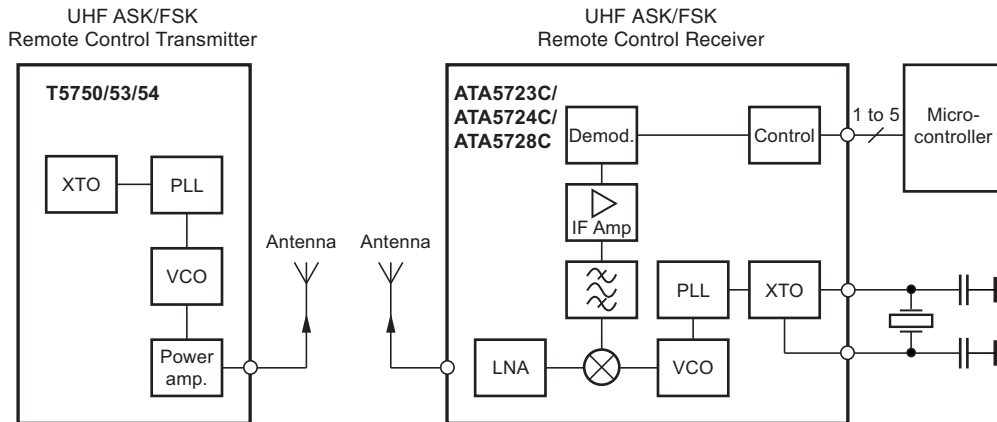 UHF ASK/FSK
Remote Control Transmitter
T5750/53/54
XTO
PLL
VCO
Power
amp.
Antenna
Antenna
UHF ASK/FSK
Remote Control Receiver
ATA5723C/
ATA5724C/
ATA5728C
Demod.
Control
1 to 5
Micro-
controller
IF Amp
PLL
XTO
LNA
VCO